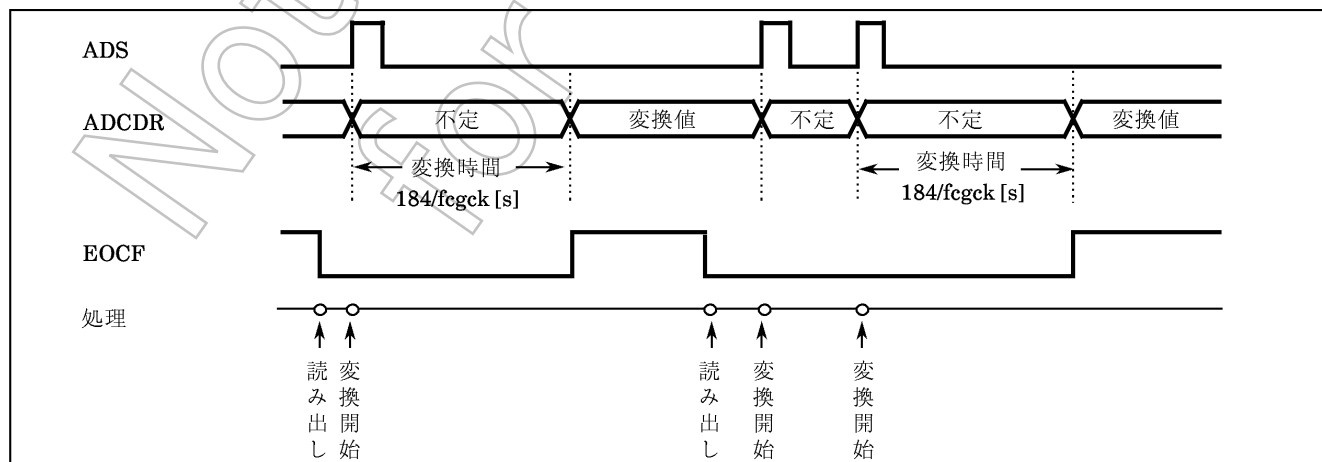 Not
for
ADS
ADCDR
不定
変換値
不定
不定
変換値
変換時間
184/fcgck [s]
変換時間
184/fcgck [s]
EOCF
処理
読み出し
変換開始
読み出し
変換開始
変換開始